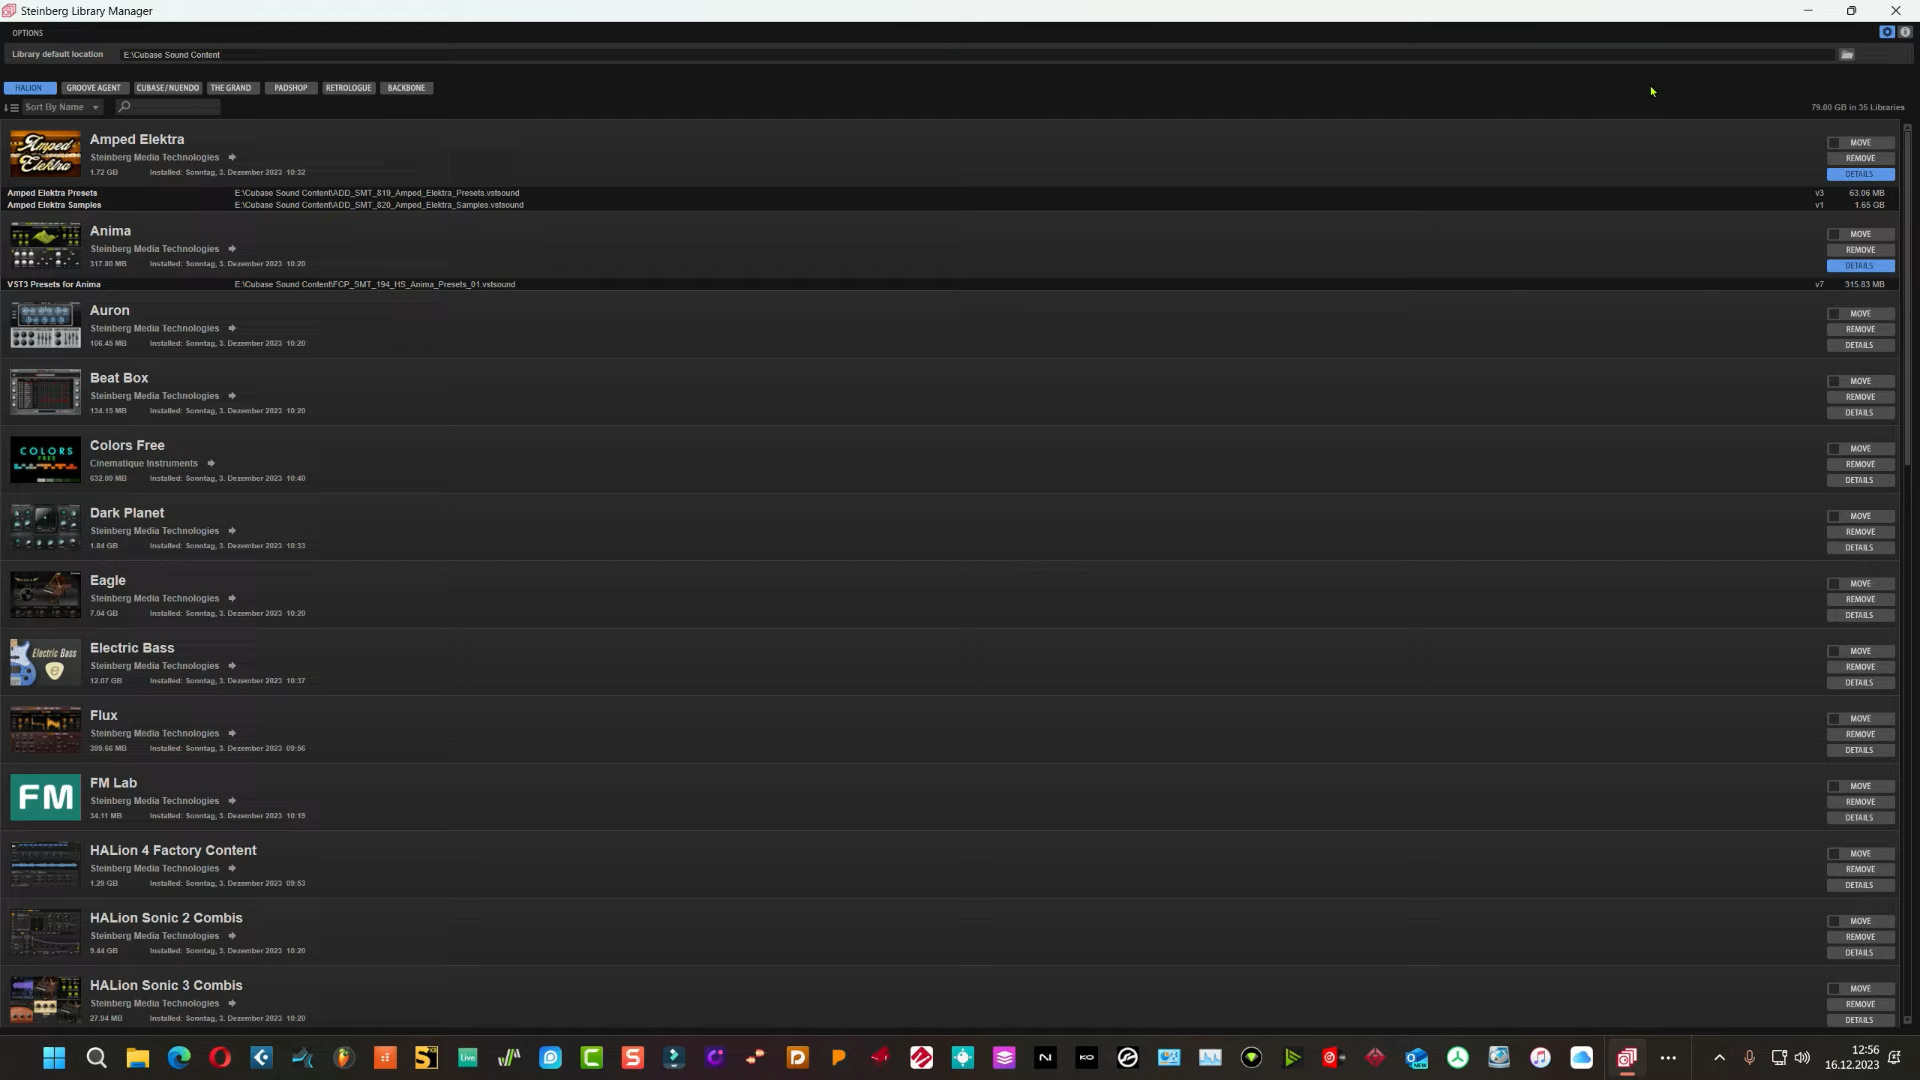 Steinberg Library Manager
OPTIONS
Library default location E:\Cubase Sound Content
HALION GROOVE AGENT CUBASE/NUENDO THE GRAND PADSHOP RETROLOGUE BACKBONE
Sort By Name
79.00 GB in 35 Libraries
Amped Elektra
Amped Elektra
Steinberg Media Technologies
1.72 GB Installed: Sonntag, 3. Dezember 2023 10:32
MOVE
REMOVE
DETAILS
Amped Elektra Presets E:\Cubase Sound Content\ADD_SMT_819_Amped_Elektra_Presets.vstsound v3 63.06 MB
Amped Elektra Samples E:\Cubase Sound Content\ADD_SMT_820_Amped_Elektra_Samples.vstsound v1 1.65 GB
Anima
Steinberg Media Technologies
317.80 MB Installed: Sonntag, 3. Dezember 2023 10:20
MOVE
REMOVE
DETAILS
VST3 Presets for Anima E:\Cubase Sound Content\FCP_SMT_194_HS_Anima_Presets_01.vstsound v7 315.83 MB
Auron
Steinberg Media Technologies
106.45 MB Installed: Sonntag, 3. Dezember 2023 10:20
MOVE
REMOVE
DETAILS
Beat Box
Steinberg Media Technologies
134.15 MB Installed: Sonntag, 3. Dezember 2023 10:20
MOVE
REMOVE
DETAILS
COLORS
FREE
Colors Free
Cinematique Instruments
632.09 MB Installed: Sonntag, 3. Dezember 2023 10:40
MOVE
REMOVE
DETAILS
Dark Planet
Steinberg Media Technologies
1.84 GB Installed: Sonntag, 3. Dezember 2023 10:33
MOVE
REMOVE
DETAILS
Eagle
Steinberg Media Technologies
7.04 GB Installed: Sonntag, 3. Dezember 2023 10:20
MOVE
REMOVE
DETAILS
Electric Bass
e
Electric Bass
Steinberg Media Technologies
12.07 GB Installed: Sonntag, 3. Dezember 2023 10:37
MOVE
REMOVE
DETAILS
Flux
Steinberg Media Technologies
399.66 MB Installed: Sonntag, 3. Dezember 2023 09:56
MOVE
REMOVE
DETAILS
FM
FM Lab
Steinberg Media Technologies
34.11 MB Installed: Sonntag, 3. Dezember 2023 10:19
MOVE
REMOVE
DETAILS
HALion 4 Factory Content
Steinberg Media Technologies
1.29 GB Installed: Sonntag, 3. Dezember 2023 09:53
MOVE
REMOVE
DETAILS
HALion Sonic 2 Combis
Steinberg Media Technologies
9.44 GB Installed: Sonntag, 3. Dezember 2023 10:20
MOVE
REMOVE
DETAILS
HALion Sonic 3 Combis
Steinberg Media Technologies
27.94 MB Installed: Sonntag, 3. Dezember 2023 10:20
MOVE
REMOVE
DETAILS
Live
NEW
12:56
16.12.2023